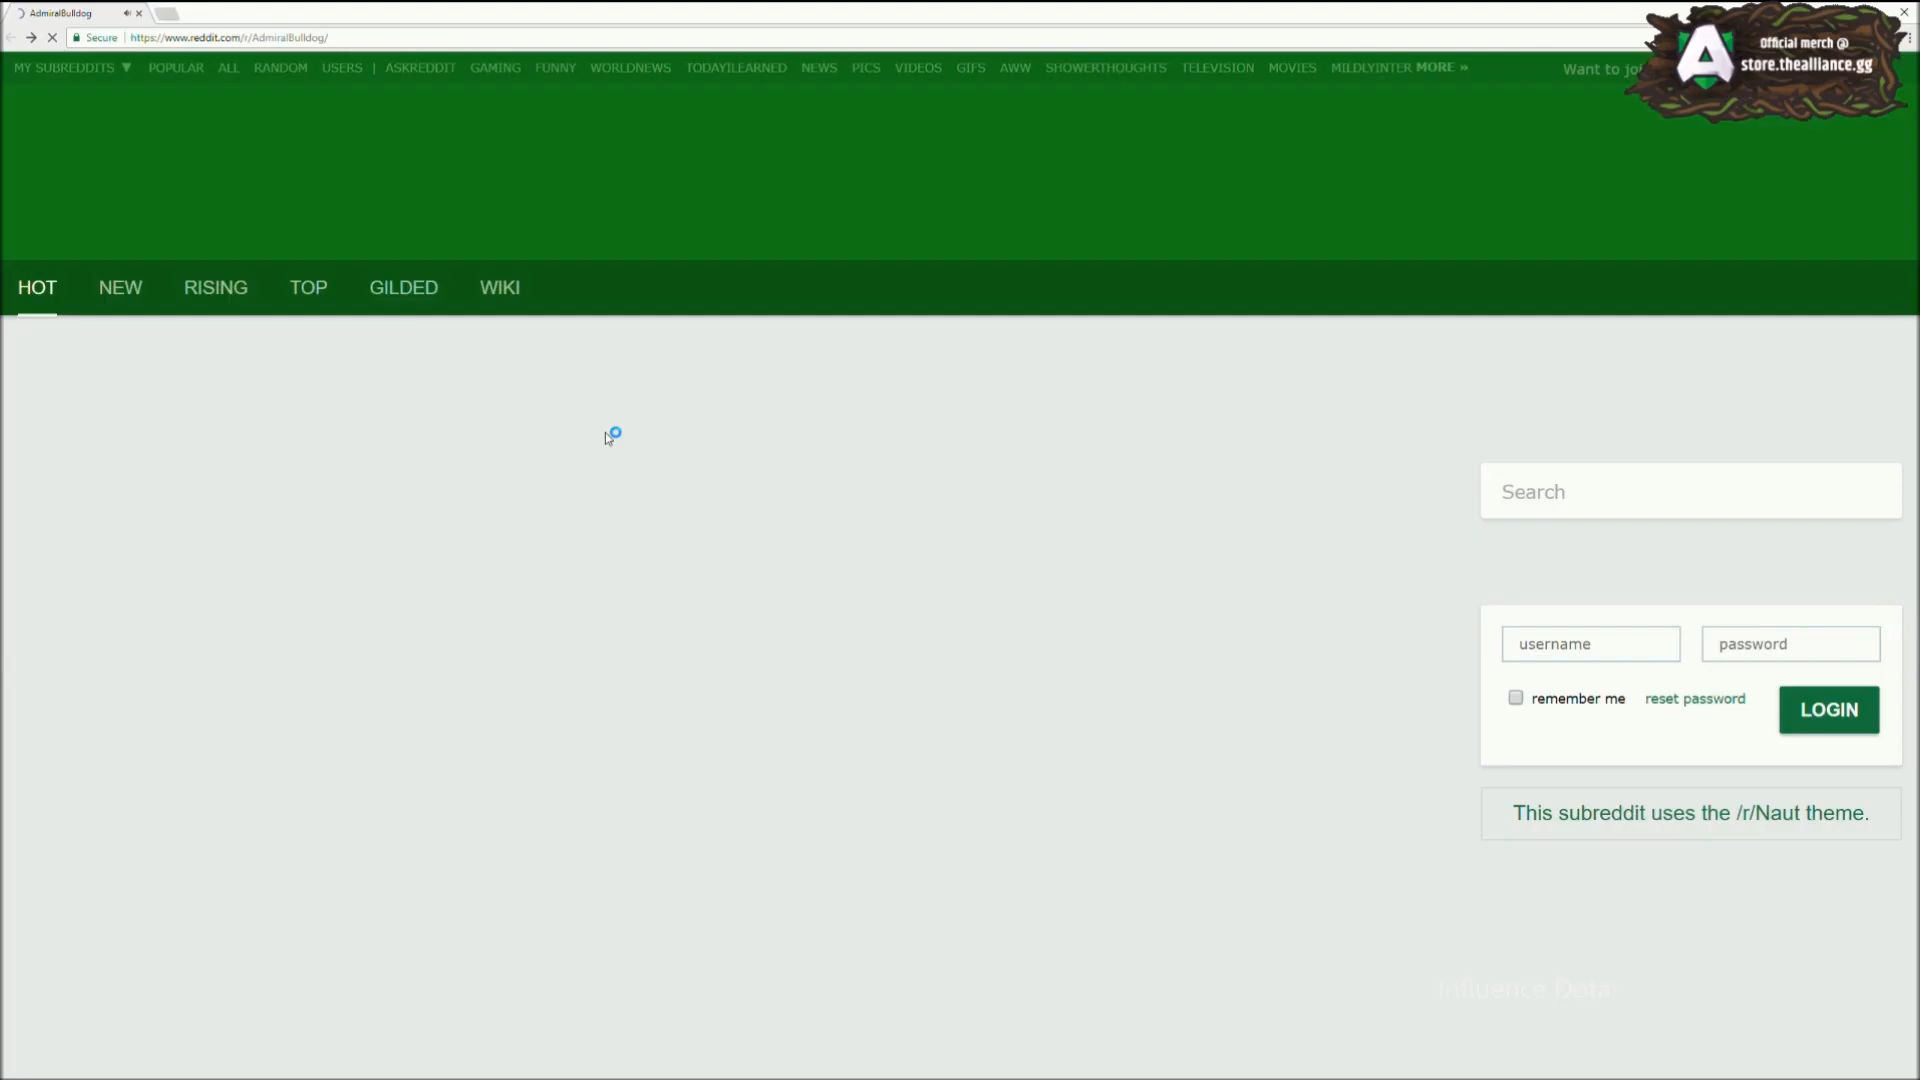 AdmiralBulldog
Secure https://www.reddit.com/r/AdmiralBulldog/
Official merch @
store.thealliance.gg
MY SUBREDDITS ▼ POPULAR ALL RANDOM USERS | ASKREDDIT GAMING FUNNY WORLDNEWS TODAYILEARNED NEWS PICS VIDEOS GIFS AWW SHOWERTHOUGHTS TELEVISION MOVIES MILDLYINTER MORE » Want to joi
HOT NEW RISING TOP GILDED WIKI
Search
username password
remember me reset password LOGIN
This subreddit uses the /r/Naut theme.
Influence Dota!